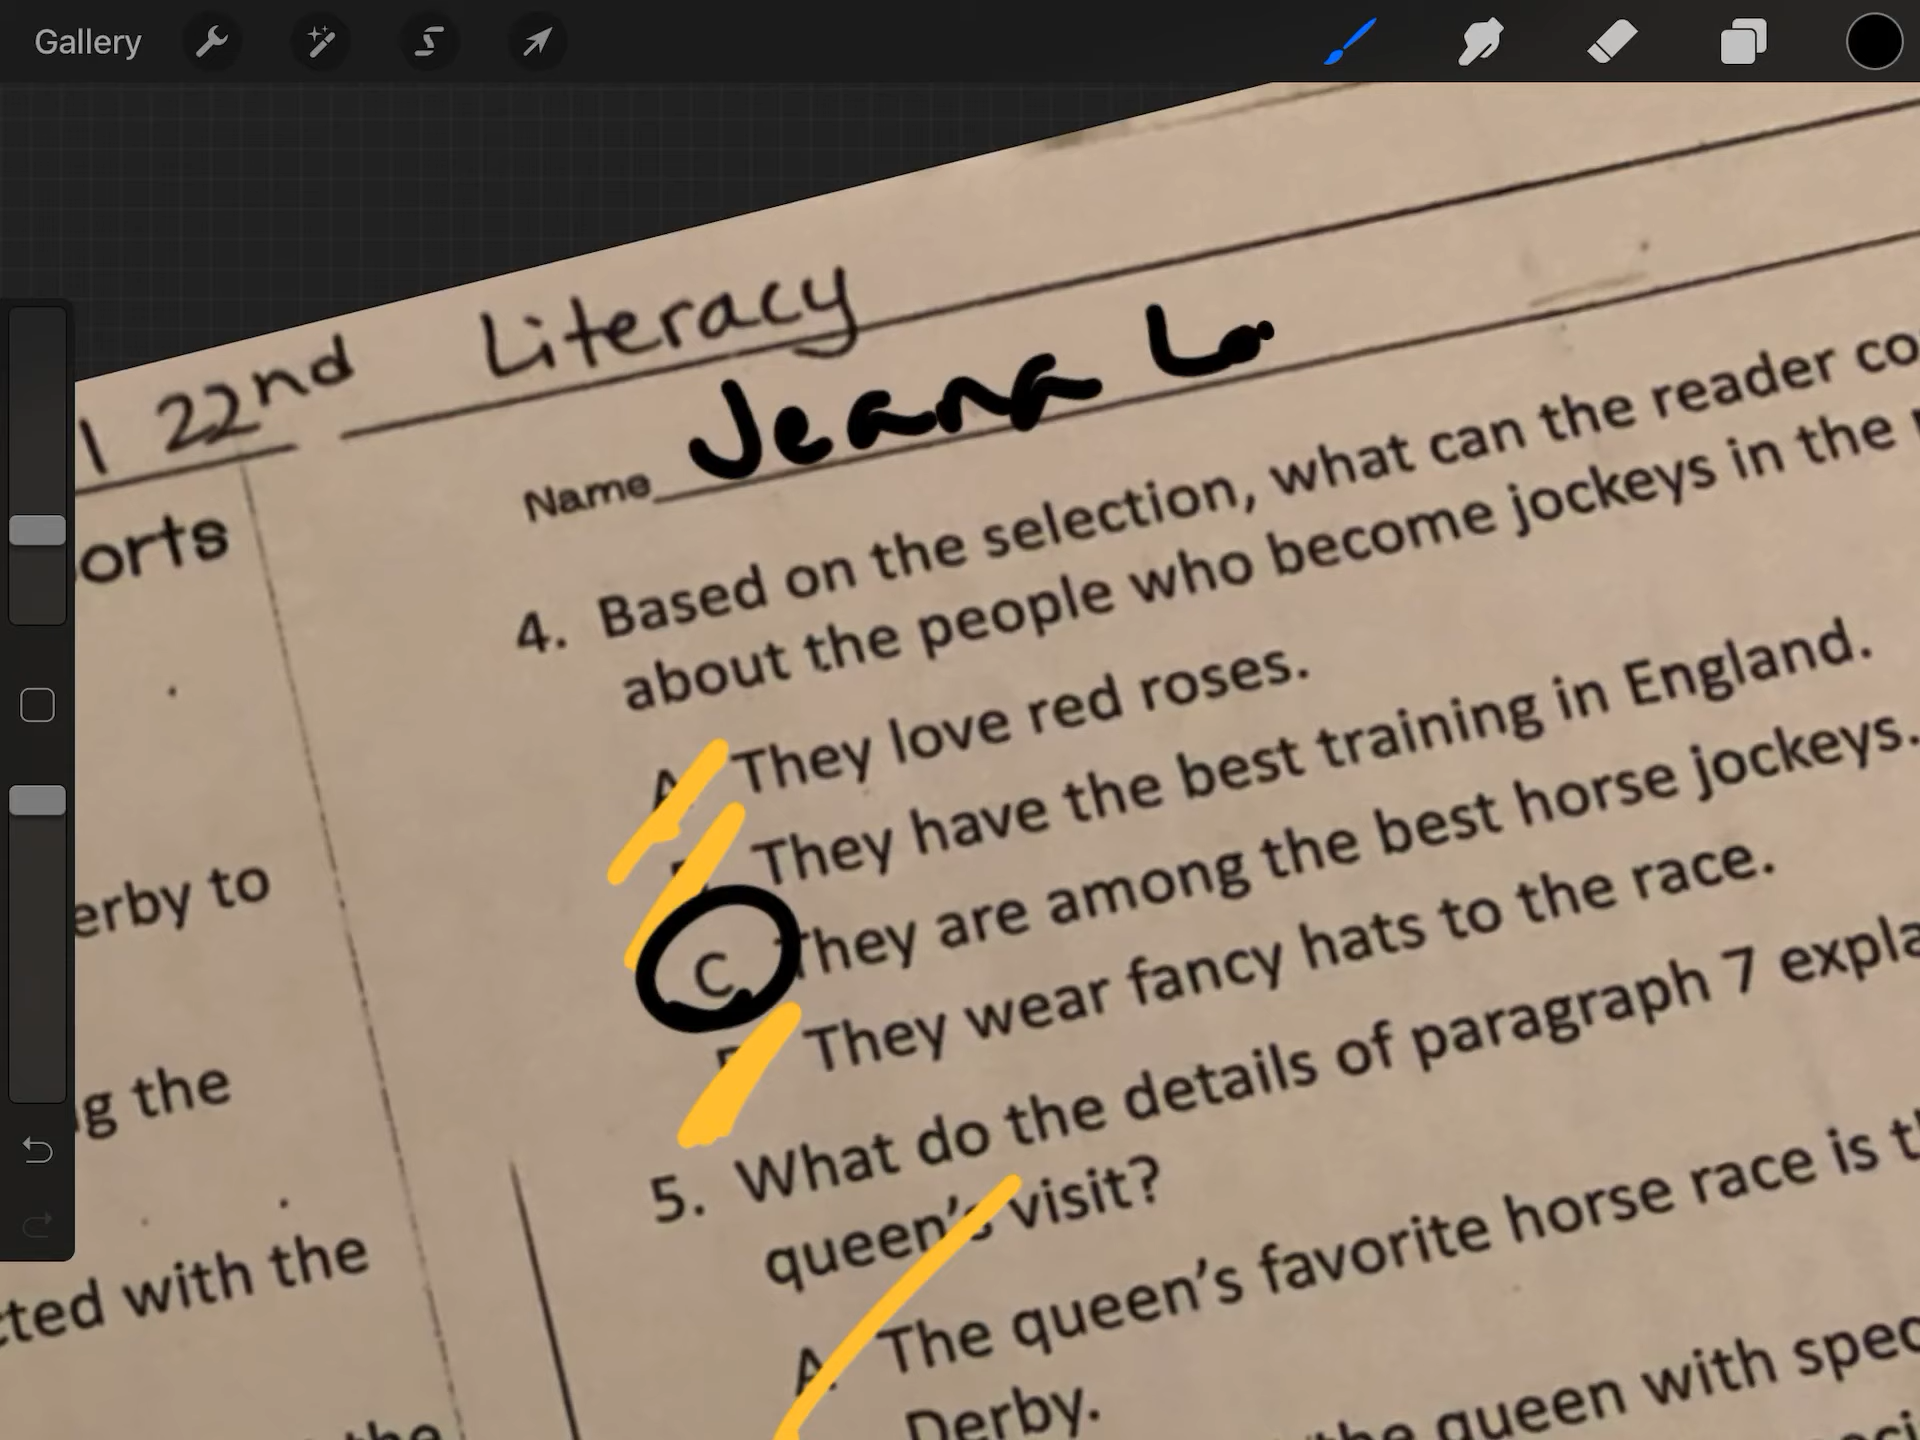 Gallery
1 22nd Literacy
Name Jeana L
orts
4. Based on the selection, what can the reader co
about the people who become jockeys in the
A. They love red roses.
They have the best training in England.
C. They are among the best horse jockeys.
They wear fancy hats to the race.
5. What do the details of paragraph 7 expla
queen's visit?
A. The queen's favorite horse race is t
Derby.
the queen with spec
erby to
g the
cted with the
the